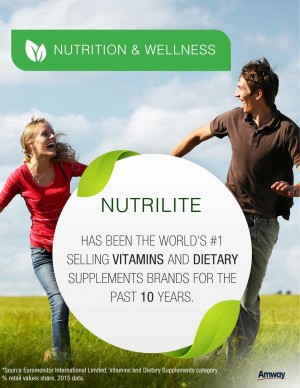 NUTRITION & WELLNESS
NUTRILITE
HAS BEEN THE WORLD'S #1
SELLING VITAMINS AND DIETARY
SUPPLEMENTS BRANDS FOR THE
PAST 10 YEARS.
*Source Euromonitor International Limited, Vitamins and Dietary Supplements category,
% retail values share, 2015 data.
Amway